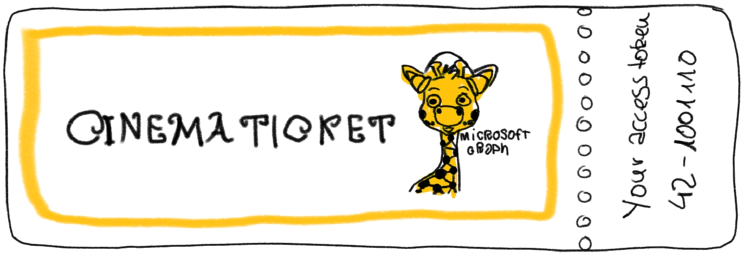 CINEMA TICKET
MICROSOFT
GRAPH
Your access token
42-1001110